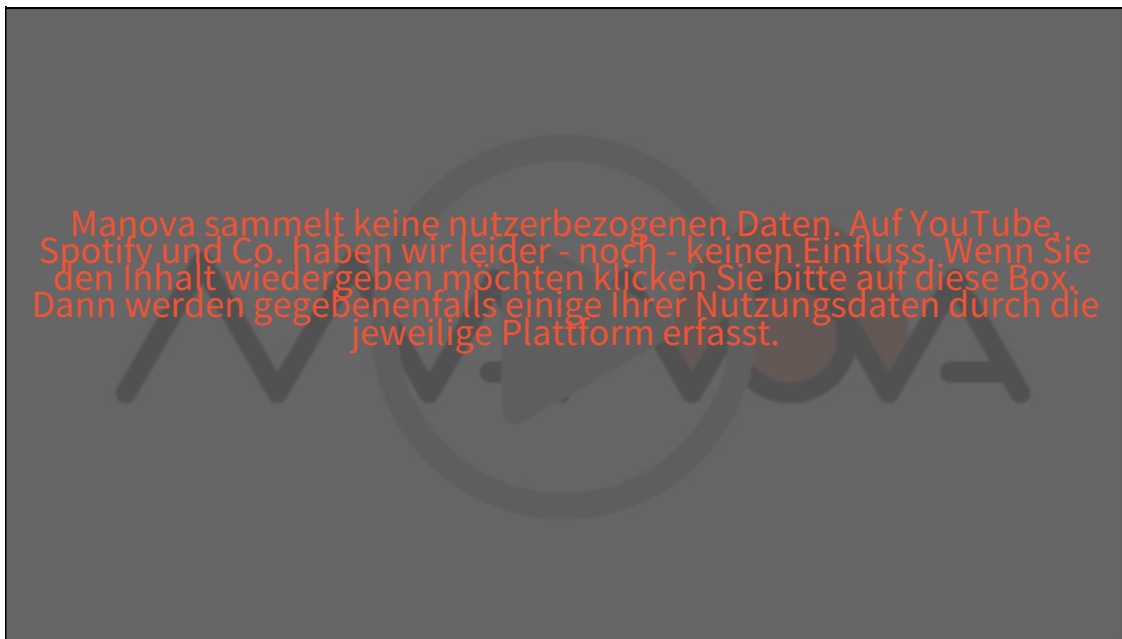 Manova sammelt keine nutzerbezogenen Daten. Auf YouTube,
Spotify und Co. haben wir leider - noch - keinen Einfluss. Wenn Sie
den Inhalt wiedergeben möchten klicken Sie bitte auf diese Box.
Dann werden gegebenenfalls einige Ihrer Nutzungsdaten durch die
jeweilige Plattform erfasst.
MANOVA